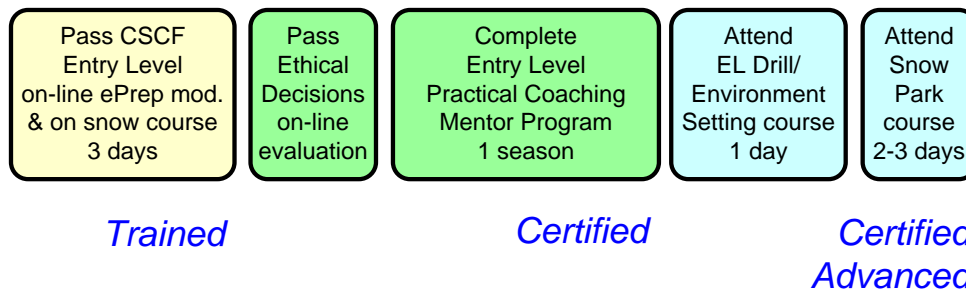 Pass CSCF
Entry Level
on-line ePrep mod.
& on snow course
3 days
Pass
Ethical
Decisions
on-line
evaluation
Complete
Entry Level
Practical Coaching
Mentor Program
1 season
Attend
EL Drill/
Environment
Setting course
1 day
Attend
Snow
Park
course
2-3 days
Trained
Certified
Certified
Advanced